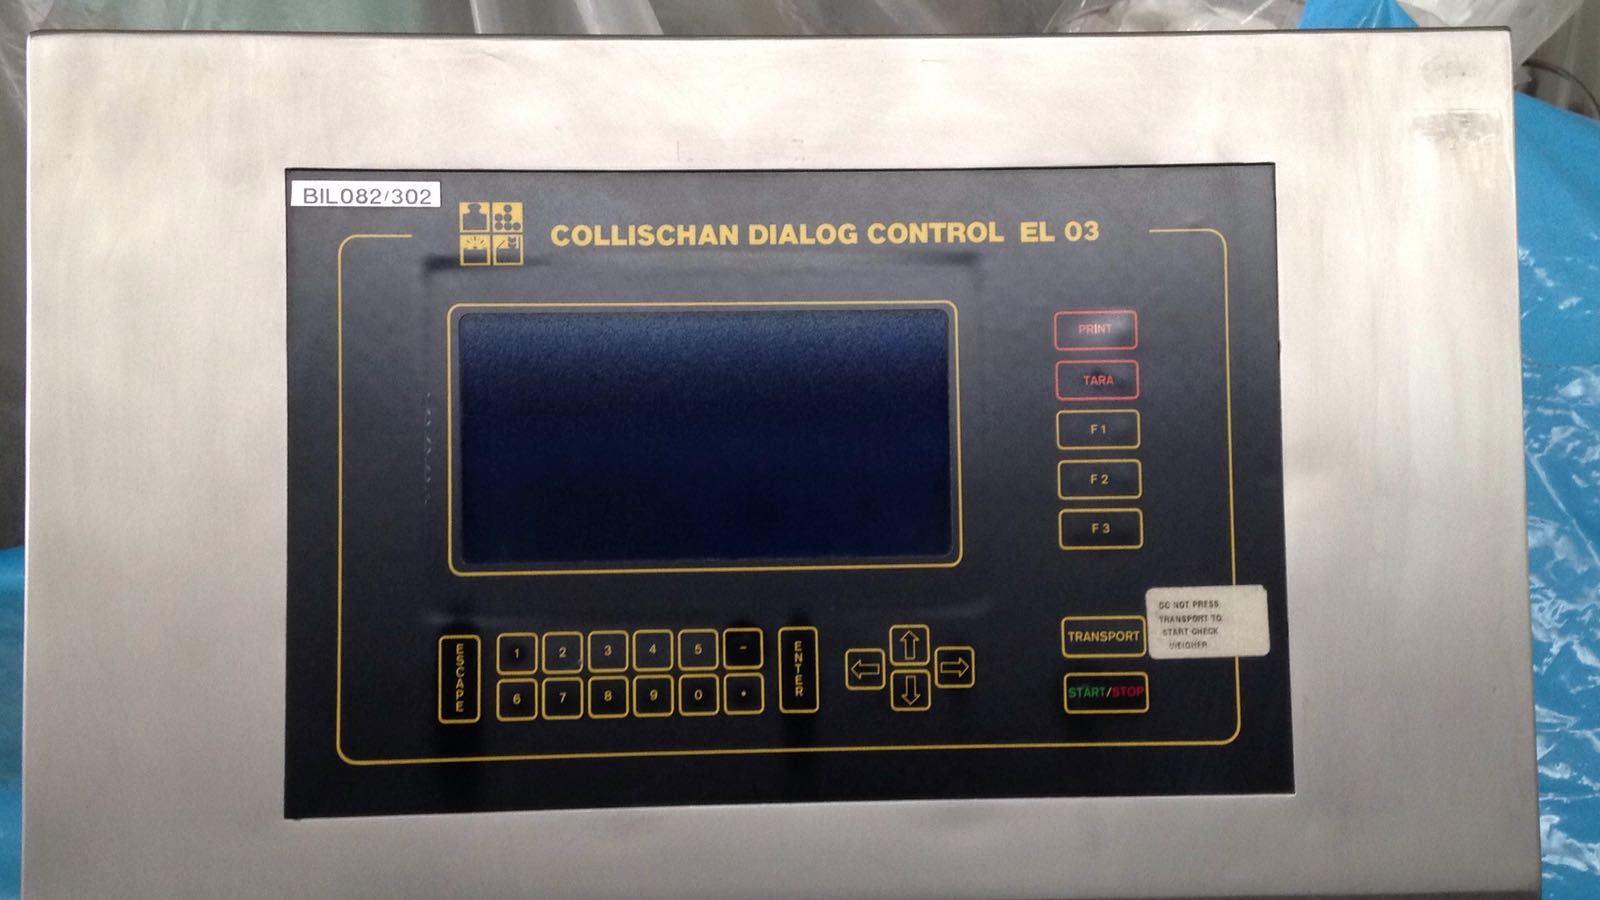 BIL082/302
COLLISCHAN DIALOG CONTROL EL 03
PRINT
TARA
F1
F2
F3
DO NOT PRESS
TRANSPORT TO
START CHECK
WEIGHER
TRANSPORT
START/STOP
ESCAPE
1 2 3 4 5 -
6 7 8 9 0 .
ENTER